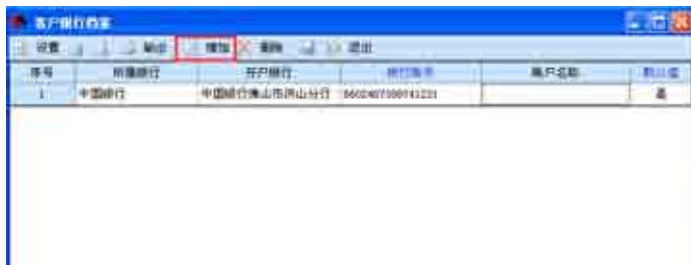 客户银行档案
设置 输出 增加 删除 退出
序号 所属银行 开户银行 银行账号 账户名称 默认值
1 中国银行 中国银行佛山市禅山分行 是